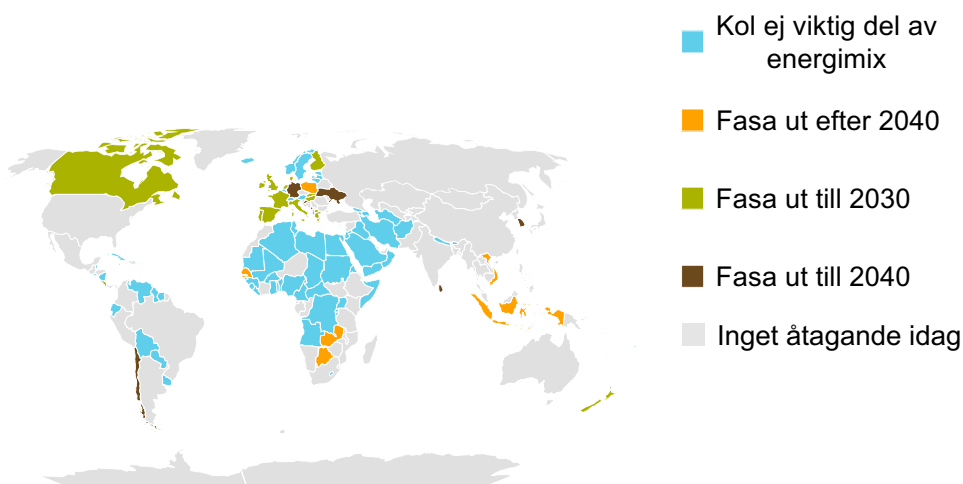 Kol ej viktig del av
energimix
Fasa ut efter 2040
Fasa ut till 2030
Fasa ut till 2040
Inget åtagande idag